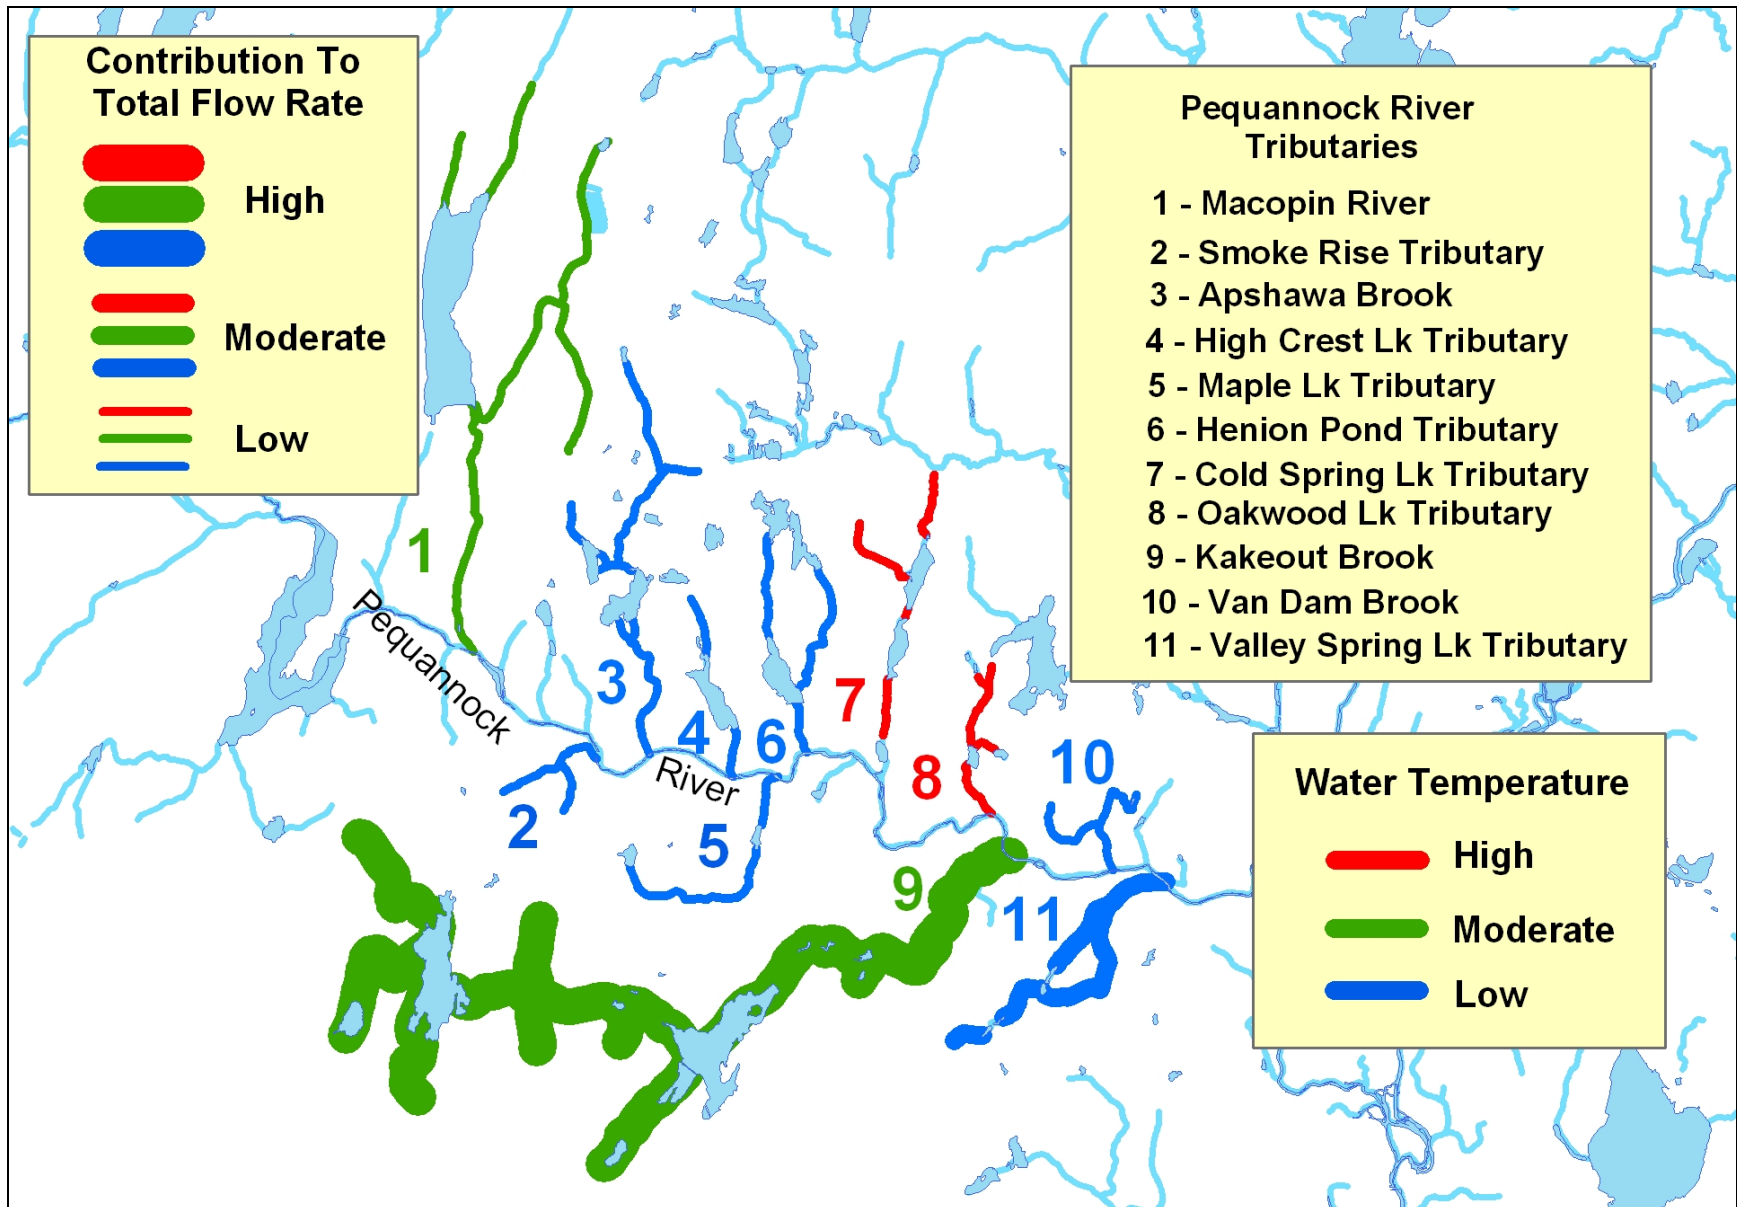 Contribution To
Total Flow Rate
High
Moderate
Low
Pequannock River
Tributaries
1 - Macopin River
2 - Smoke Rise Tributary
3 - Apshawa Brook
4 - High Crest Lk Tributary
5 - Maple Lk Tributary
6 - Henion Pond Tributary
7 - Cold Spring Lk Tributary
8 - Oakwood Lk Tributary
9 - Kakeout Brook
10 - Van Dam Brook
11 - Valley Spring Lk Tributary
1
Pequannock
River
3
4
6
7
8
10
2
5
9
11
Water Temperature
High
Moderate
Low